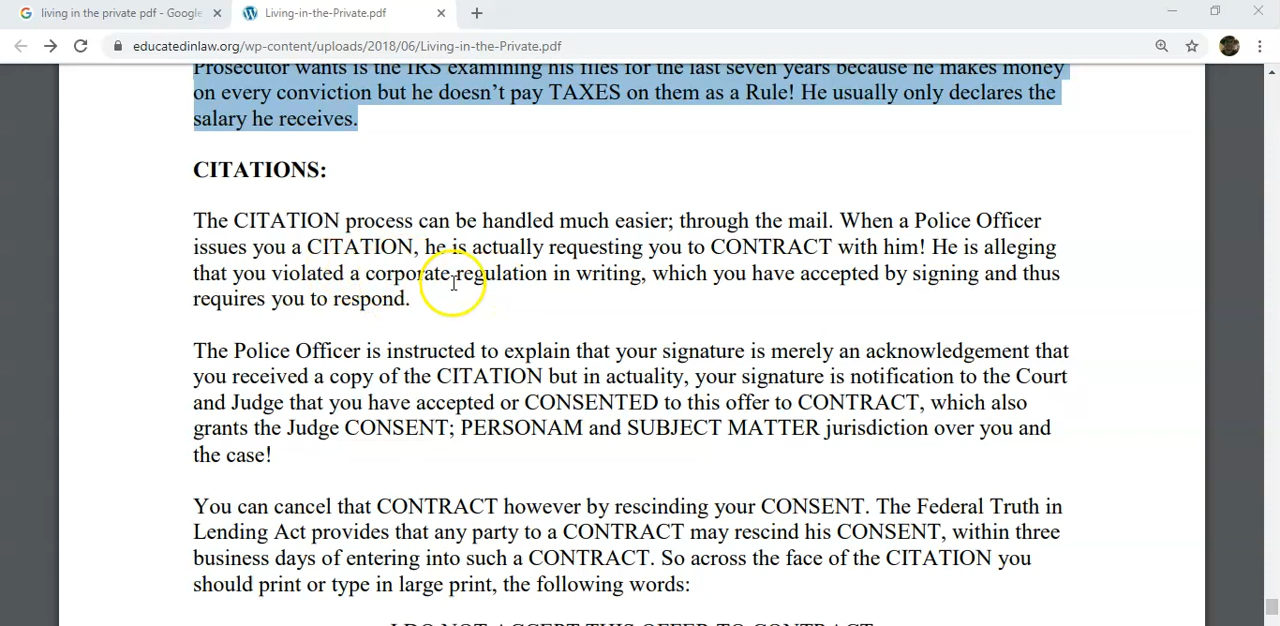 living in the private pdf - Google
Living-in-the-Private.pdf
educatedinlaw.org/wp-content/uploads/2018/06/Living-in-the-Private.pdf
Prosecutor wants is the IRS examining his files for the last seven years because he makes money
on every conviction but he doesn’t pay TAXES on them as a Rule! He usually only declares the
salary he receives.
CITATIONS:
The CITATION process can be handled much easier; through the mail. When a Police Officer
issues you a CITATION, he is actually requesting you to CONTRACT with him! He is alleging
that you violated a corporate regulation in writing, which you have accepted by signing and thus
requires you to respond.
The Police Officer is instructed to explain that your signature is merely an acknowledgement that
you received a copy of the CITATION but in actuality, your signature is notification to the Court
and Judge that you have accepted or CONSENTED to this offer to CONTRACT, which also
grants the Judge CONSENT; PERSONAM and SUBJECT MATTER jurisdiction over you and
the case!
You can cancel that CONTRACT however by rescinding your CONSENT. The Federal Truth in
Lending Act provides that any party to a CONTRACT may rescind his CONSENT, within three
business days of entering into such a CONTRACT. So across the face of the CITATION you
should print or type in large print, the following words:
I DO NOT ACCEPT THIS OFFER TO CONTRACT